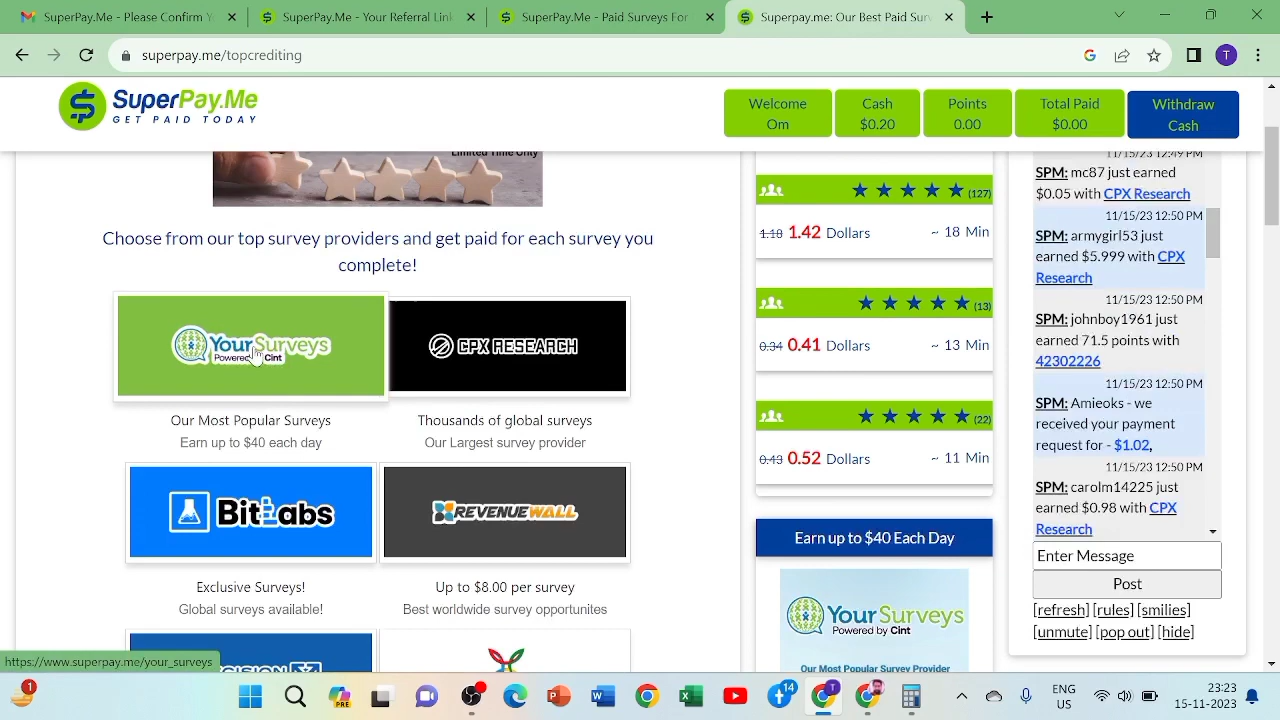 SuperPay.Me - Please Confirm Y
SuperPay.Me - Your Referral Lin
SuperPay.Me - Paid Surveys For
Superpay.me: Our Best Paid Sur
superpay.me/topcrediting
T
SuperPay.Me
GET PAID TODAY
Welcome
Om
Cash
$0.20
Points
0.00
Total Paid
$0.00
Withdraw
Cash
Limited Time Only
Choose from our top survey providers and get paid for each survey you
complete!
YourSurveys
Powered by Cint
CPX RESEARCH
Our Most Popular Surveys
Earn up to $40 each day
Thousands of global surveys
Our Largest survey provider
BitLabs
REVENUEWALL
Exclusive Surveys!
Global surveys available!
Up to $8.00 per survey
Best worldwide survey opportunites
(127)
1.18 1.42 Dollars ~ 18 Min
(13)
0.34 0.41 Dollars ~ 13 Min
(22)
0.43 0.52 Dollars ~ 11 Min
Earn up to $40 Each Day
YourSurveys
Powered by Cint
Our Most Popular Survey Provider
11/15/23 12:50 PM
SPM: mc87 just earned
$0.05 with CPX Research
11/15/23 12:50 PM
SPM: armygirl53 just
earned $5.999 with CPX
Research
11/15/23 12:50 PM
SPM: johnboy1961 just
earned 71.5 points with
42302226
11/15/23 12:50 PM
SPM: Amieoks - we
received your payment
request for - $1.02,
11/15/23 12:50 PM
SPM: carolm14225 just
earned $0.98 with CPX
Research
Enter Message
Post
[refresh] [rules] [smilies]
[unmute] [pop out] [hide]
https://www.superpay.me/your_surveys
1
PRE
14
T
ENG
US
23:23
15-11-2023